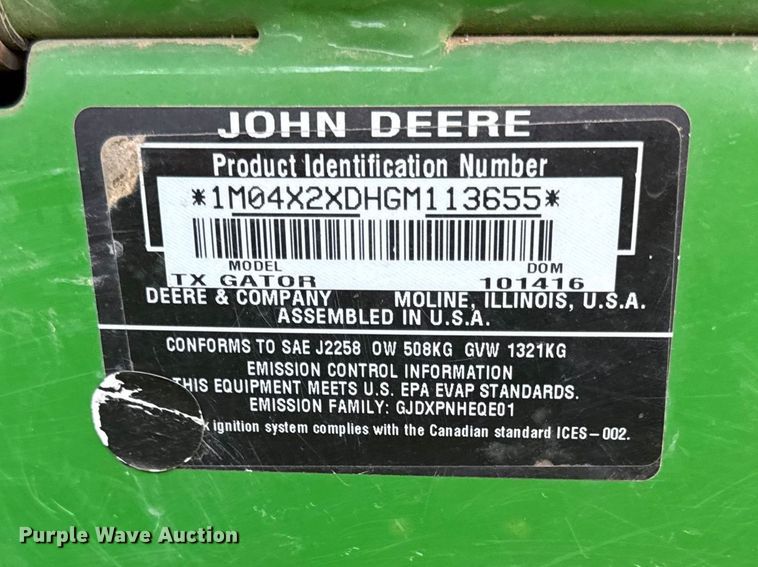 JOHN DEERE
Product Identification Number
*1M04X2XDHGM113655*
MODEL DOM
TX GATOR 101416
DEERE & COMPANY MOLINE, ILLINOIS, U.S.A.
ASSEMBLED IN U.S.A.
CONFORMS TO SAE J2258 OW 508KG GVW 1321KG
EMISSION CONTROL INFORMATION
THIS EQUIPMENT MEETS U.S. EPA EVAP STANDARDS.
EMISSION FAMILY: GJDXPNHEQE01
ignition system complies with the Canadian standard ICES-002.
Purple Wave Auction